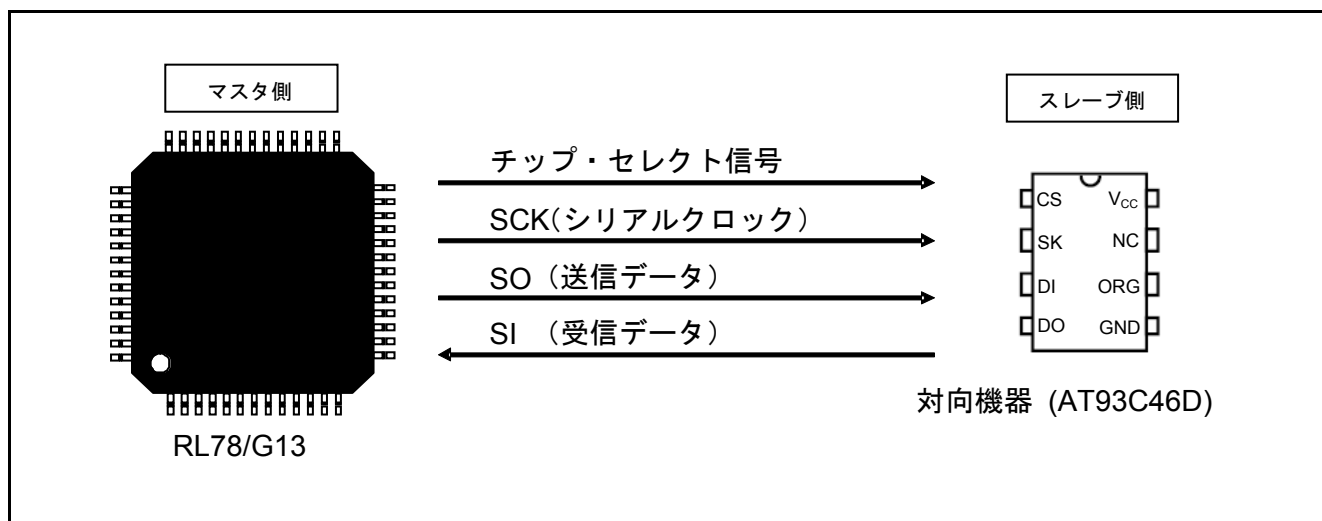 マスタ側
スレーブ側
チップ・セレクト信号
SCK(シリアルクロック)
SO (送信データ)
SI (受信データ)
CS VCC
SK NC
DI ORG
DO GND
対向機器 (AT93C46D)
RL78/G13